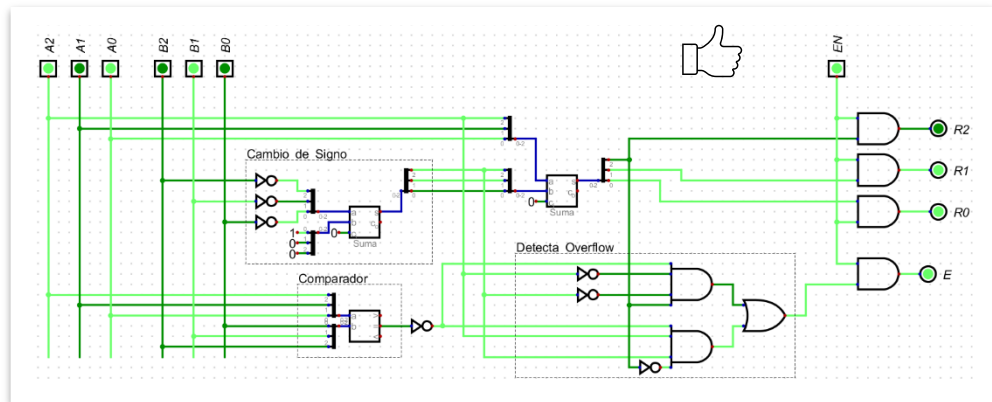 A2 A1 A0 B2 B1 B0 EN
R2
Cambio de Signo
R1
a s
b
c
Suma
0
R0
a s
b
c
Suma
0
1
0
0
Detecta Overflow
E
Comparador
a >
b =
<